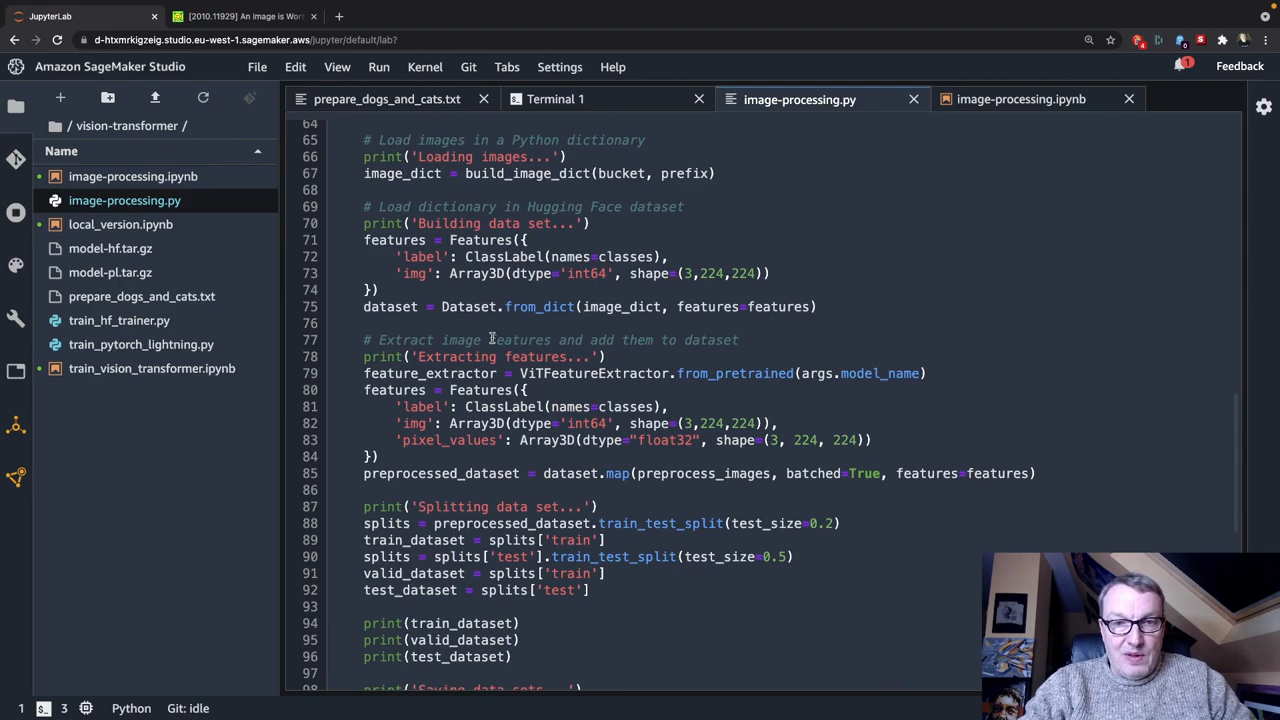 JupyterLab
[2010.11929] An Image is Wort
d-htxmrkigzeig.studio.eu-west-1.sagemaker.aws/jupyter/default/lab?
Amazon SageMaker Studio
File Edit View Run Kernel Git Tabs Settings Help
1
Feedback
prepare_dogs_and_cats.txt
Terminal 1
image-processing.py
image-processing.ipynb
/ vision-transformer /
Name
image-processing.ipynb
image-processing.py
local_version.ipynb
model-hf.tar.gz
model-pl.tar.gz
prepare_dogs_and_cats.txt
train_hf_trainer.py
train_pytorch_lightning.py
train_vision_transformer.ipynb
64
65 # Load images in a Python dictionary
66 print('Loading images...')
67 image_dict = build_image_dict(bucket, prefix)
68
69 # Load dictionary in Hugging Face dataset
70 print('Building data set...')
71 features = Features({
72 'label': ClassLabel(names=classes),
73 'img': Array3D(dtype='int64', shape=(3,224,224))
74 })
75 dataset = Dataset.from_dict(image_dict, features=features)
76
77 # Extract image features and add them to dataset
78 print('Extracting features...')
79 feature_extractor = ViTFeatureExtractor.from_pretrained(args.model_name)
80 features = Features({
81 'label': ClassLabel(names=classes),
82 'img': Array3D(dtype='int64', shape=(3,224,224)),
83 'pixel_values': Array3D(dtype="float32", shape=(3, 224, 224))
84 })
85 preprocessed_dataset = dataset.map(preprocess_images, batched=True, features=features)
86
87 print('Splitting data set...')
88 splits = preprocessed_dataset.train_test_split(test_size=0.2)
89 train_dataset = splits['train']
90 splits = splits['test'].train_test_split(test_size=0.5)
91 valid_dataset = splits['train']
92 test_dataset = splits['test']
93
94 print(train_dataset)
95 print(valid_dataset)
96 print(test_dataset)
97
98 print('Saving data sets...')
1 3 Python Git: idle